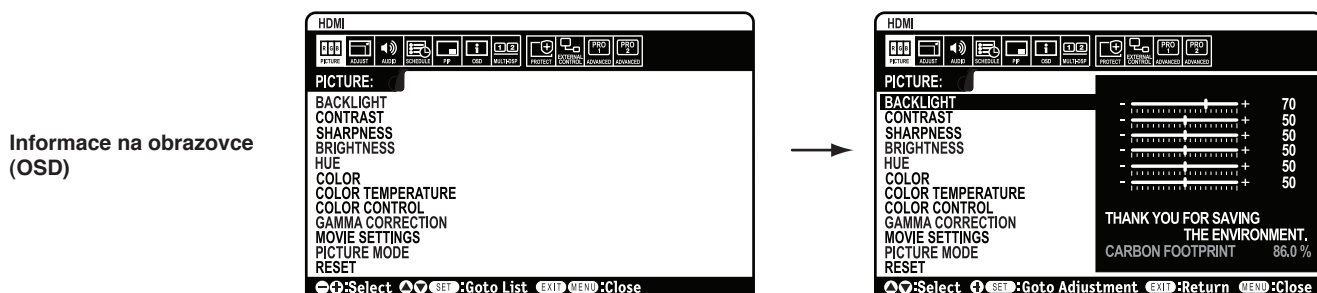 Informace na obrazovce
(OSD)
HDMI
R G B
1 2
PRO 1
PRO 2
PICTURE ADJUST AUDIO SCHEDULE PIP OSD MULTI-DSP PROTECT EXTERNAL CONTROL ADVANCED ADVANCED
PICTURE:
BACKLIGHT
CONTRAST
SHARPNESS
BRIGHTNESS
HUE
COLOR
COLOR TEMPERATURE
COLOR CONTROL
GAMMA CORRECTION
MOVIE SETTINGS
PICTURE MODE
RESET
:Select SET :Goto List EXIT MENU :Close
HDMI
R G B
1 2
PRO 1
PRO 2
PICTURE ADJUST AUDIO SCHEDULE PIP OSD MULTI-DSP PROTECT EXTERNAL CONTROL ADVANCED ADVANCED
PICTURE:
BACKLIGHT - + 70
CONTRAST - + 50
SHARPNESS - + 50
BRIGHTNESS - + 50
HUE - + 50
COLOR
COLOR TEMPERATURE
COLOR CONTROL
GAMMA CORRECTION
MOVIE SETTINGS
PICTURE MODE
RESET
THANK YOU FOR SAVING
THE ENVIRONMENT.
CARBON FOOTPRINT 86.0 %
:Select + SET :Goto Adjustment EXIT :Return MENU :Close